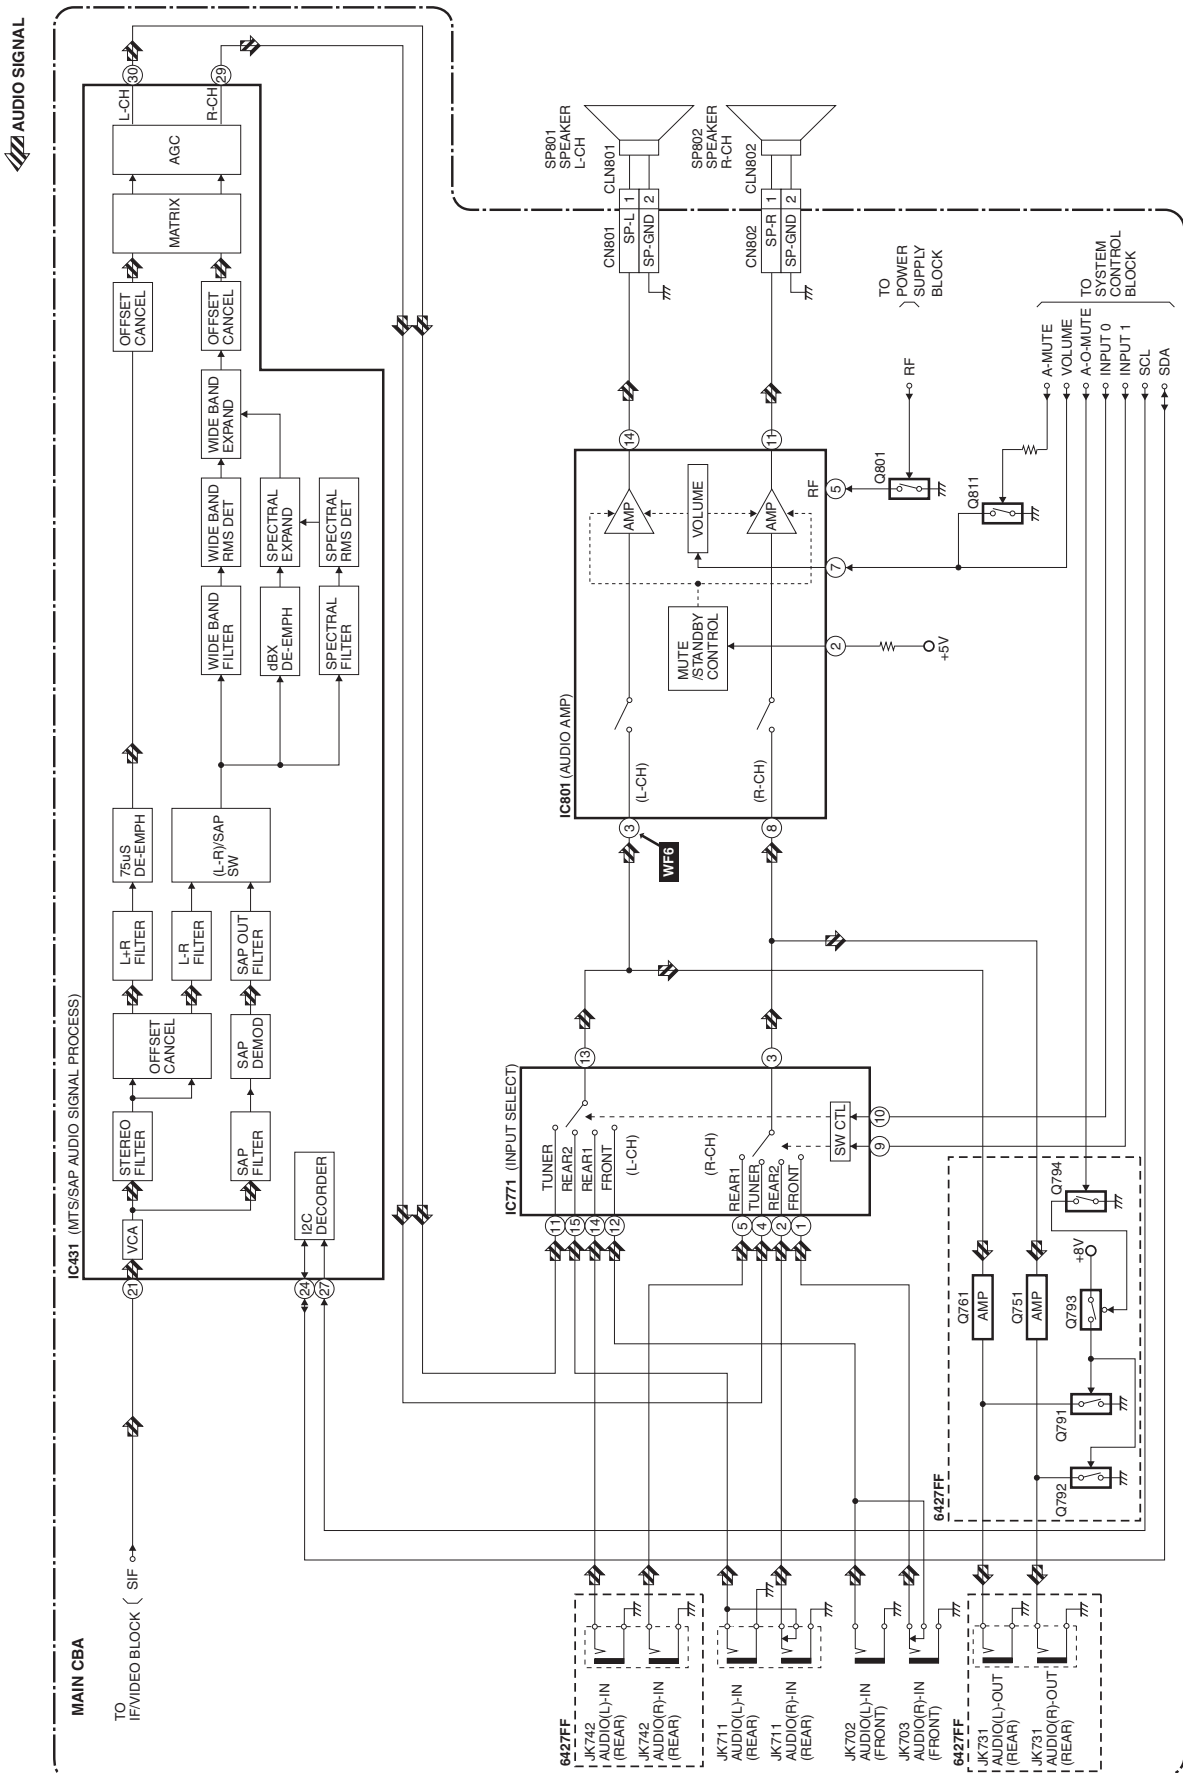 AUDIO SIGNAL
MAIN CBA
TO
IF/VIDEO BLOCK
SIF
IC431 (MTS/SAP AUDIO SIGNAL PROCESS)
21
VCA
STEREO
FILTER
OFFSET
CANCEL
L+R
FILTER
75uS
DE-EMPH
OFFSET
CANCEL
MATRIX
AGC
L-CH
30
R-CH
29
L-R
FILTER
(L-R)/SAP
SW
SAP
FILTER
SAP
DEMOD
SAP OUT
FILTER
WIDE BAND
FILTER
WIDE BAND
RMS DET
WIDE BAND
EXPAND
OFFSET
CANCEL
dBX
DE-EMPH
SPECTRAL
EXPAND
SPECTRAL
FILTER
SPECTRAL
RMS DET
24
27
I2C
DECORDER
6427FF
JK742
AUDIO(L)-IN
(REAR)
JK742
AUDIO(R)-IN
(REAR)
JK711
AUDIO(L)-IN
(REAR)
JK711
AUDIO(R)-IN
(REAR)
JK702
AUDIO(L)-IN
(FRONT)
JK703
AUDIO(R)-IN
(FRONT)
6427FF
JK731
AUDIO(L)-OUT
(REAR)
JK731
AUDIO(R)-OUT
(REAR)
IC771 (INPUT SELECT)
11
TUNER
15
REAR2
14
REAR1
12
FRONT
(L-CH)
13
(R-CH)
5
REAR1
4
TUNER
2
REAR2
1
FRONT
3
SW CTL
9
10
6427FF
Q761
AMP
Q751
AMP
Q792
Q791
Q793
+8V
Q794
IC801 (AUDIO AMP)
3
WF6
(L-CH)
AMP
14
8
(R-CH)
AMP
11
MUTE
/STANDBY
CONTROL
VOLUME
RF
2
7
5
+5V
Q811
Q801
CN801
SP-L 1
SP-GND 2
CLN801
SP801
SPEAKER
L-CH
CN802
SP-R 1
SP-GND 2
CLN802
SP802
SPEAKER
R-CH
RF
TO
POWER
SUPPLY
BLOCK
A-MUTE
VOLUME
A-O-MUTE
INPUT 0
INPUT 1
SCL
SDA
TO
SYSTEM
CONTROL
BLOCK